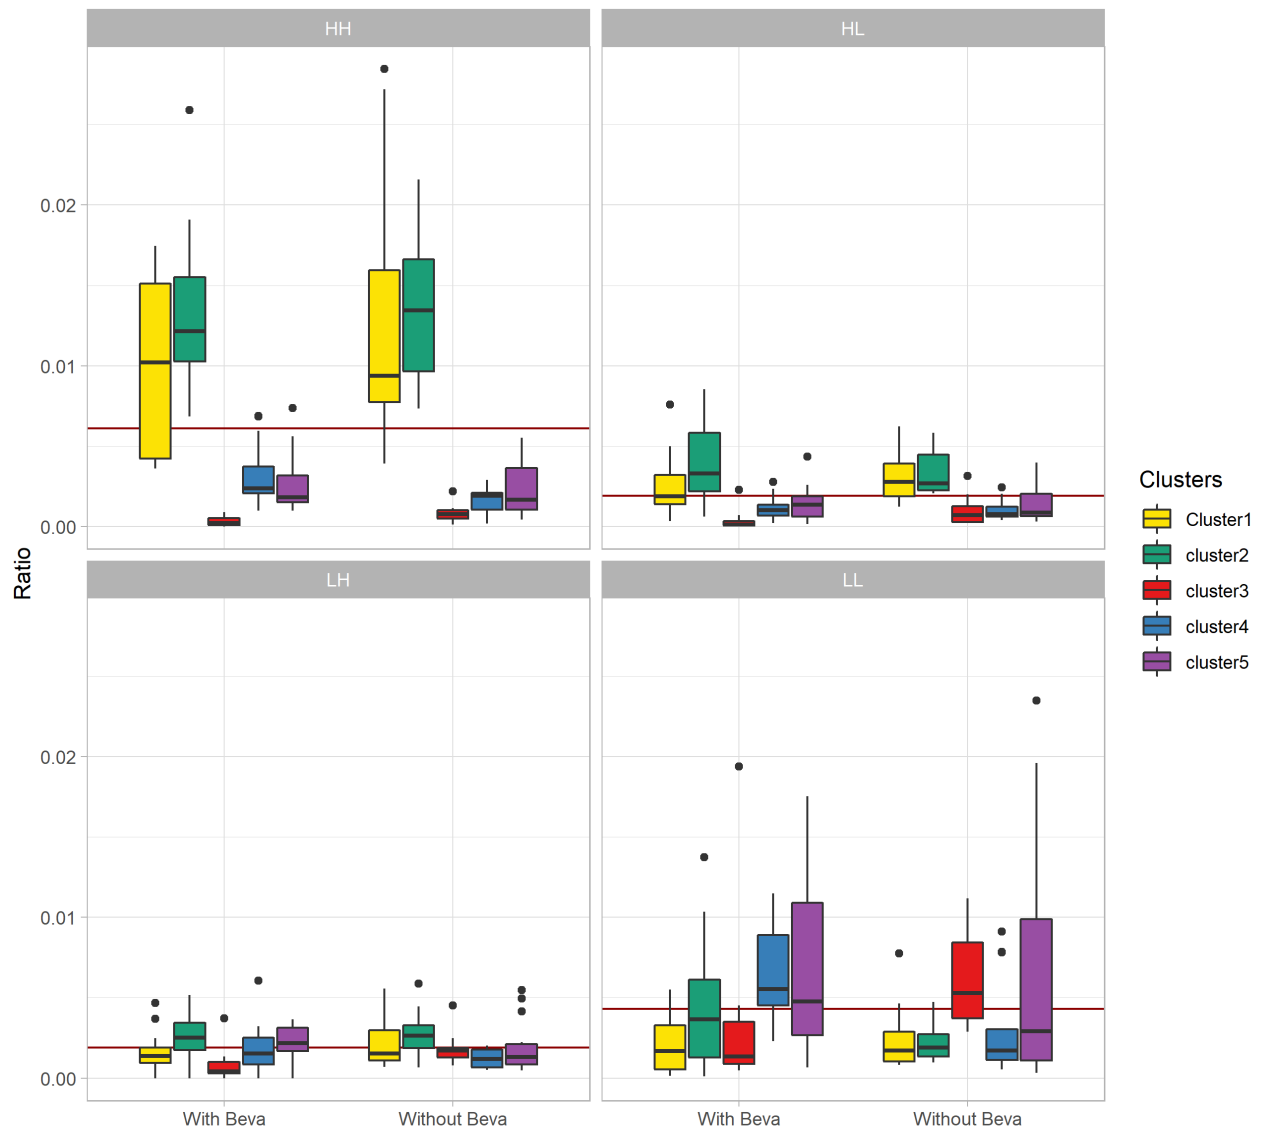 HH
HL
0.02
0.01
0.00
Ratio
LH
LL
0.02
0.01
0.00
With Beva
Without Beva
With Beva
Without Beva
Clusters
Cluster1
cluster2
cluster3
cluster4
cluster5